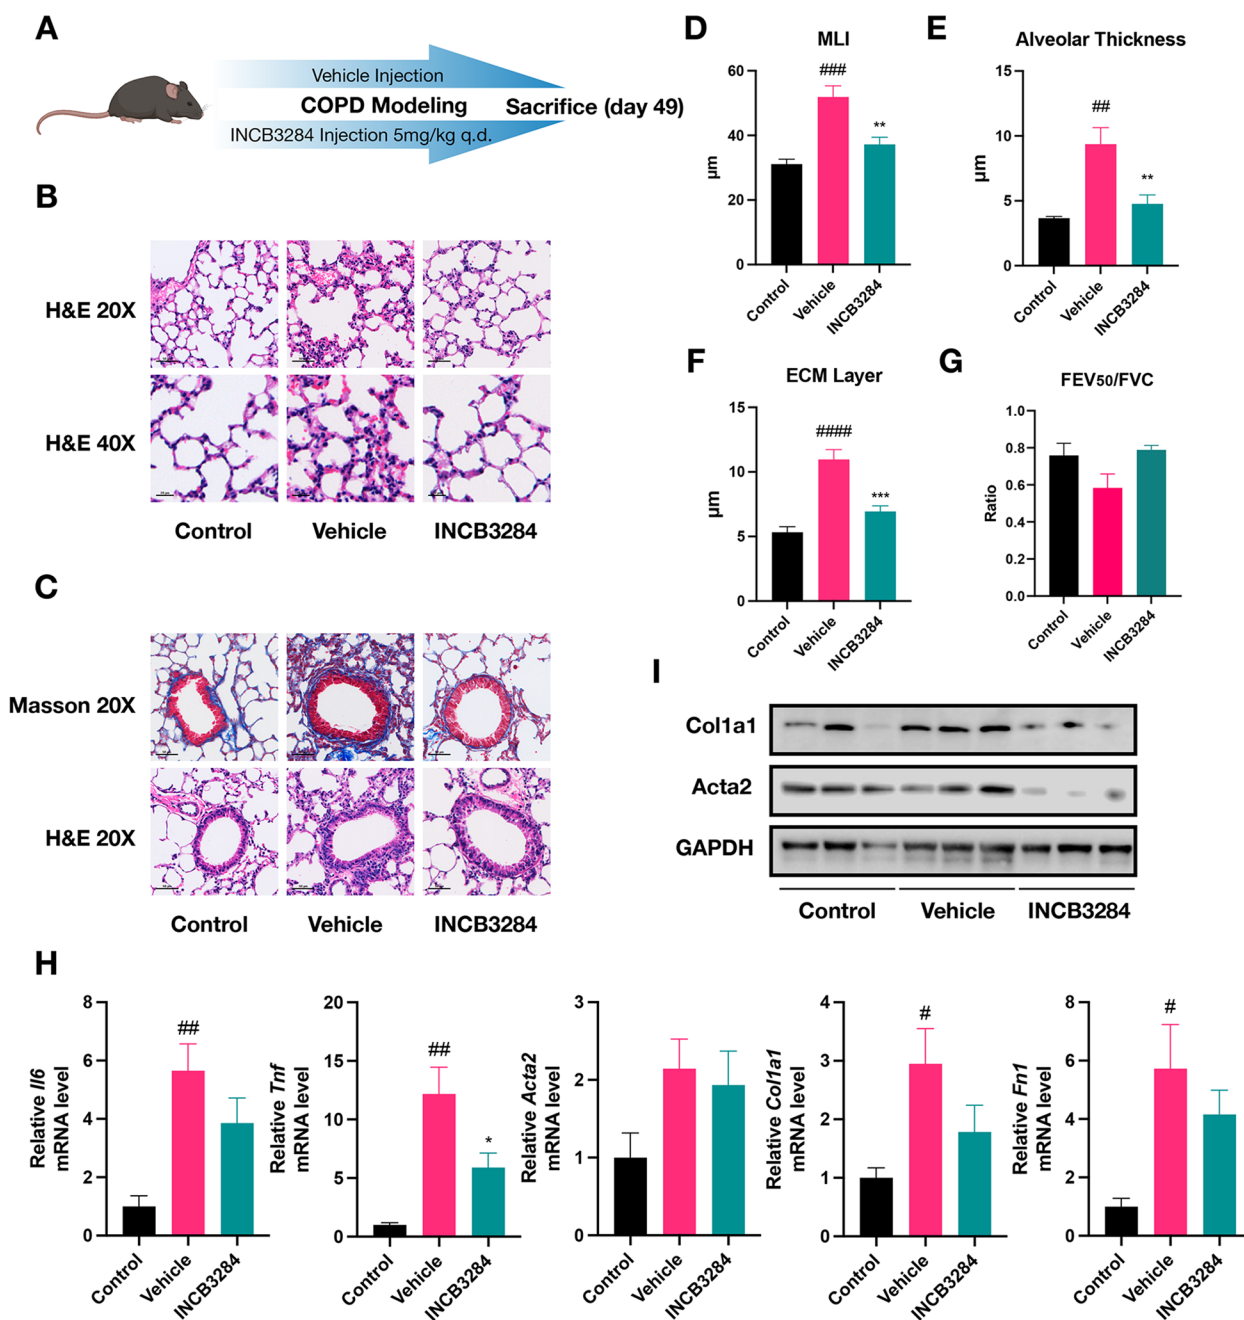 A
Vehicle Injection
COPD Modeling
Sacrifice (day 49)
INCB3284 Injection 5mg/kg q.d.
B
H&E 20X
H&E 40X
Control
Vehicle
INCB3284
C
Masson 20X
H&E 20X
Control
Vehicle
INCB3284
D
MLI
60
40
20
0
μm
###
**
Control
Vehicle
INCB3284
E
Alveolar Thickness
15
10
5
0
μm
##
**
Control
Vehicle
INCB3284
F
ECM Layer
15
10
5
0
μm
####
***
Control
Vehicle
INCB3284
G
FEV50/FVC
1.0
0.8
0.6
0.4
0.2
0.0
Ratio
Control
Vehicle
INCB3284
I
Col1a1
Acta2
GAPDH
Control
Vehicle
INCB3284
H
Relative Il6
mRNA level
8
6
4
2
0
##
Control
Vehicle
INCB3284
Relative Tnf
mRNA level
20
15
10
5
0
##
*
Control
Vehicle
INCB3284
Relative Acta2
mRNA level
3
2
1
0
Control
Vehicle
INCB3284
Relative Col1a1
mRNA level
4
3
2
1
0
#
Control
Vehicle
INCB3284
Relative Fn1
mRNA level
8
6
4
2
0
#
Control
Vehicle
INCB3284